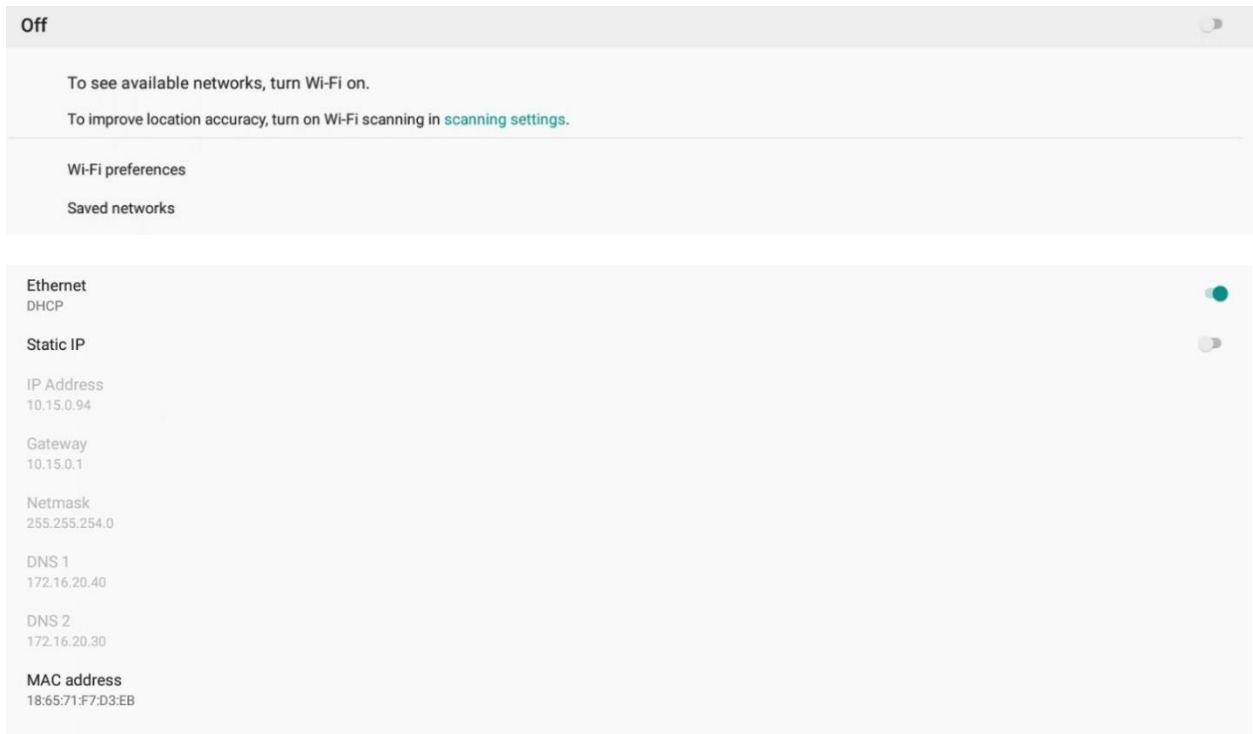 Off
To see available networks, turn Wi-Fi on.
To improve location accuracy, turn on Wi-Fi scanning in scanning settings.
Wi-Fi preferences
Saved networks
Ethernet
DHCP
Static IP
IP Address
10.15.0.94
Gateway
10.15.0.1
Netmask
255.255.254.0
DNS 1
172.16.20.40
DNS 2
172.16.20.30
MAC address
18:65:71:F7:D3:EB